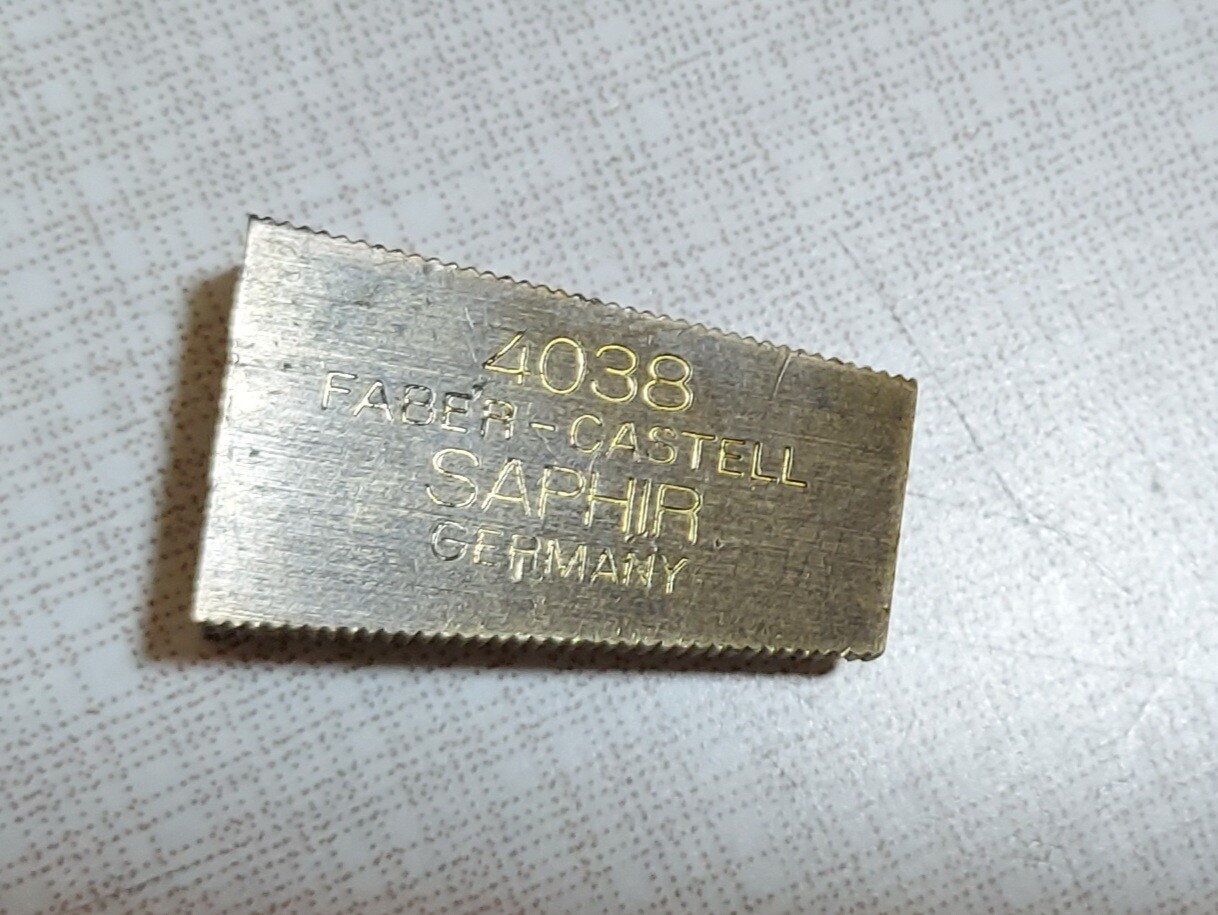 4038
FABER-CASTELL
SAPHIR
GERMANY